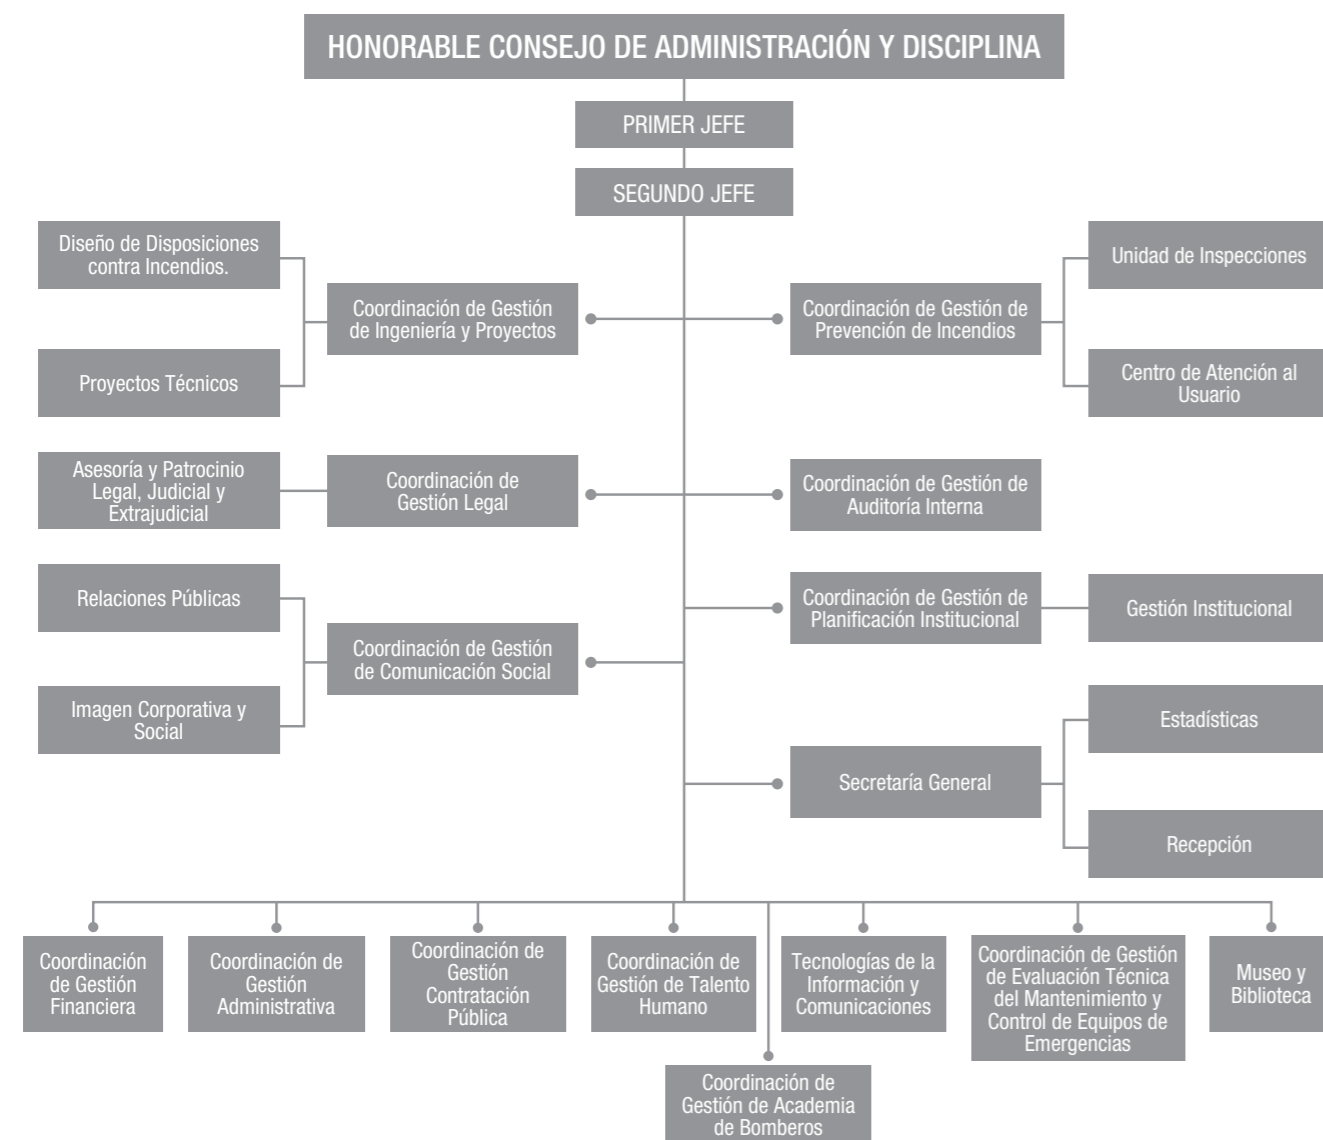 HONORABLE CONSEJO DE ADMINISTRACIÓN Y DISCIPLINA
PRIMER JEFE
SEGUNDO JEFE
Diseño de Disposiciones
contra Incendios.
Proyectos Técnicos
Coordinación de Gestión
de Ingeniería y Proyectos
Coordinación de Gestión de
Prevención de Incendios
Unidad de Inspecciones
Centro de Atención al
Usuario
Asesoría y Patrocinio
Legal, Judicial y
Extrajudicial
Coordinación de
Gestión Legal
Coordinación de Gestión de
Auditoría Interna
Relaciones Públicas
Imagen Corporativa y
Social
Coordinación de Gestión
de Comunicación Social
Coordinación de Gestión de
Planificación Institucional
Gestión Institucional
Secretaría General
Estadísticas
Recepción
Coordinación
de Gestión
Financiera
Coordinación de
Gestión
Administrativa
Coordinación de
Gestión
Contratación
Pública
Coordinación de
Gestión de Talento
Humano
Tecnologías de la
Información y
Comunicaciones
Coordinación de Gestión
de Evaluación Técnica
del Mantenimiento y
Control de Equipos de
Emergencias
Museo y
Biblioteca
Coordinación de
Gestión de Academia
de Bomberos